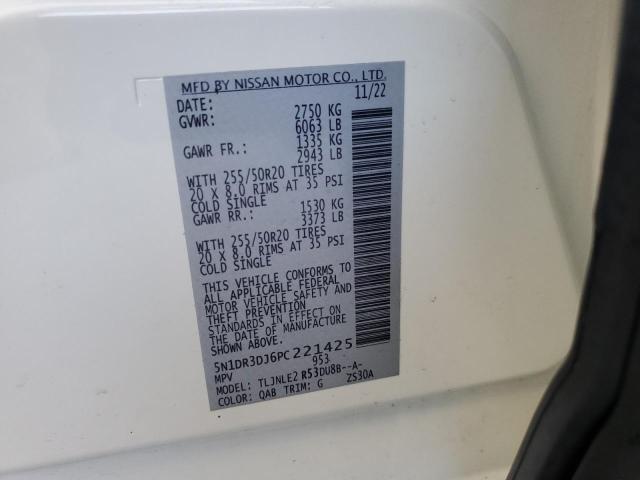 MFD BY NISSAN MOTOR CO., LTD.
DATE: 11/22
GVWR: 2750 KG
6063 LB
GAWR FR.: 1335 KG
2943 LB
WITH 255/50R20 TIRES
20 X 8.0 RIMS AT 35 PSI
COLD SINGLE
GAWR RR.: 1530 KG
3373 LB
WITH 255/50R20 TIRES
20 X 8.0 RIMS AT 35 PSI
COLD SINGLE
THIS VEHICLE CONFORMS TO
ALL APPLICABLE FEDERAL
MOTOR VEHICLE SAFETY AND
THEFT PREVENTION
STANDARDS IN EFFECT ON
THE DATE OF MANUFACTURE
SHOWN ABOVE.
5N1DR3DJ6PC221425
MPV 953
MODEL: TLJNLE2 R53DU8B--A-
COLOR: QAB TRIM: G ZS30A